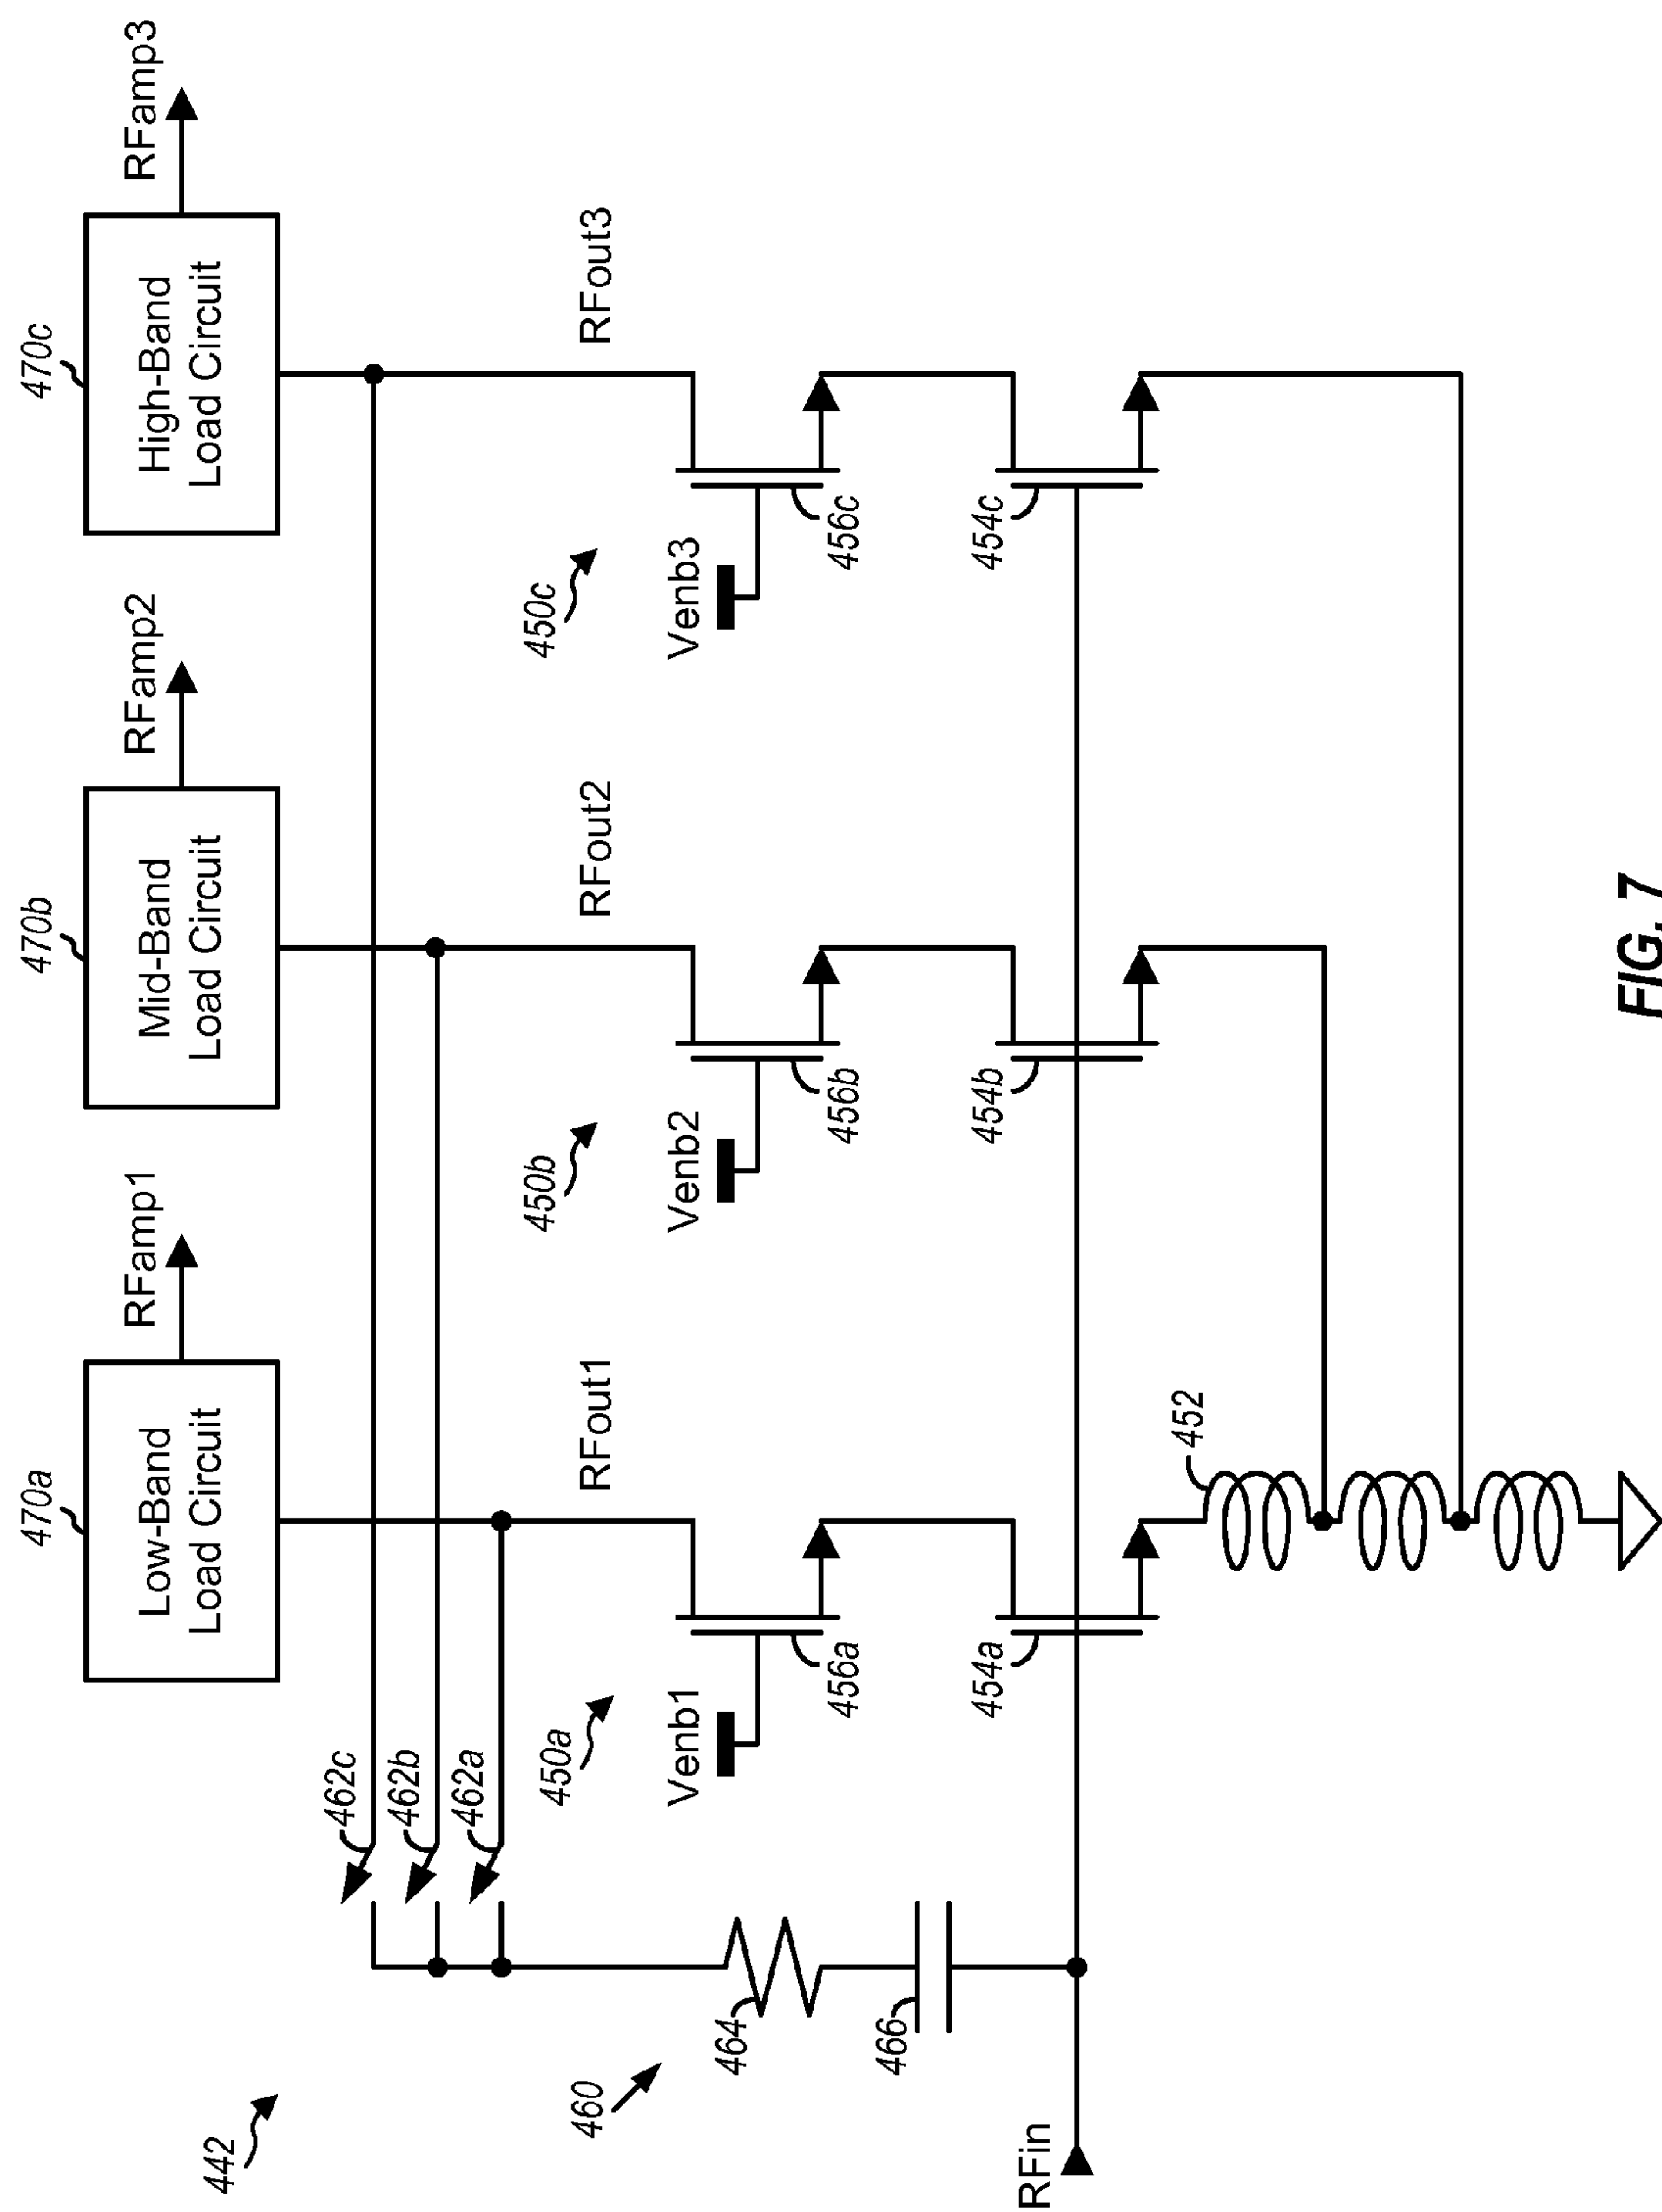 442
470a
Low-Band
Load Circuit
RFamp1
470b
Mid-Band
Load Circuit
RFamp2
470c
High-Band
Load Circuit
RFamp3
462c
462b
462a
460
464
466
RFin
450a
RFout1
Venb1
456a
454a
452
450b
RFout2
Venb2
456b
454b
450c
RFout3
Venb3
456c
454c
FIG. 7